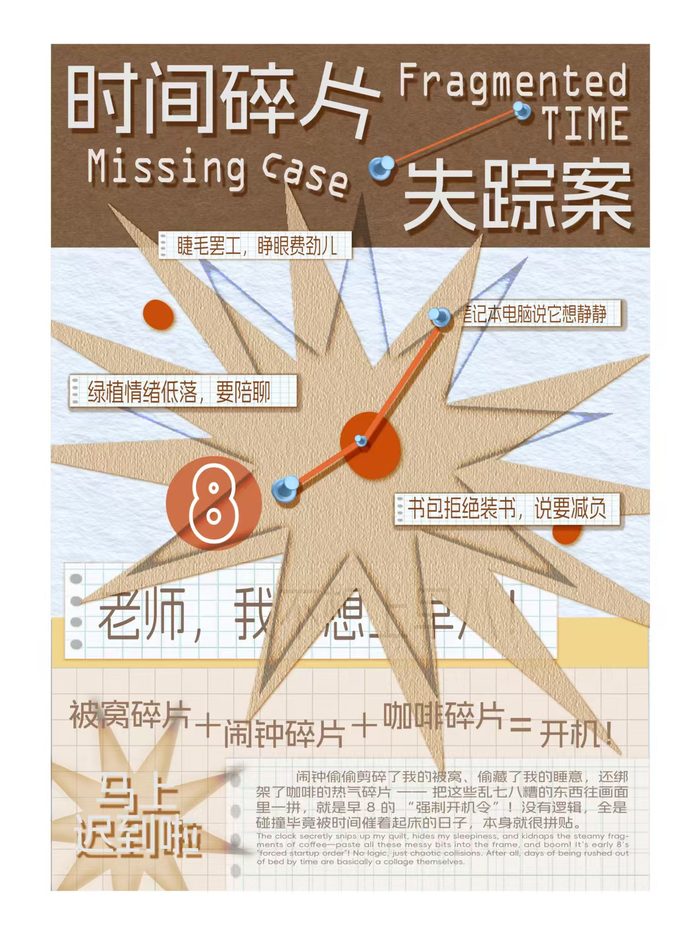 时间碎片
Fragmented
TIME
Missing case
失踪案
睫毛罢工，睁眼费劲儿
笔记本电脑说它想静静
绿植情绪低落，要陪聊
8
书包拒绝装书，说要减负
老师，我不想上早八！
被窝碎片+闹钟碎片+咖啡碎片=开机！
马上
迟到啦
闹钟偷偷剪碎了我的被窝、偷藏了我的睡意，还绑
架了咖啡的热气碎片 —— 把这些乱七八糟的东西往画面
里一拼，就是早 8 的 “强制开机令”！没有逻辑，全是
碰撞毕竟被时间催着起床的日子，本身就很拼贴。
The clock secretly snips up my quilt, hides my sleepiness, and kidnaps the steamy frag-
ments of coffee—paste all these messy bits into the frame, and boom! It's early 8's
"forced startup order"! No logic, just chaotic collisions. After all, days of being rushed out
of bed by time are basically a collage themselves.